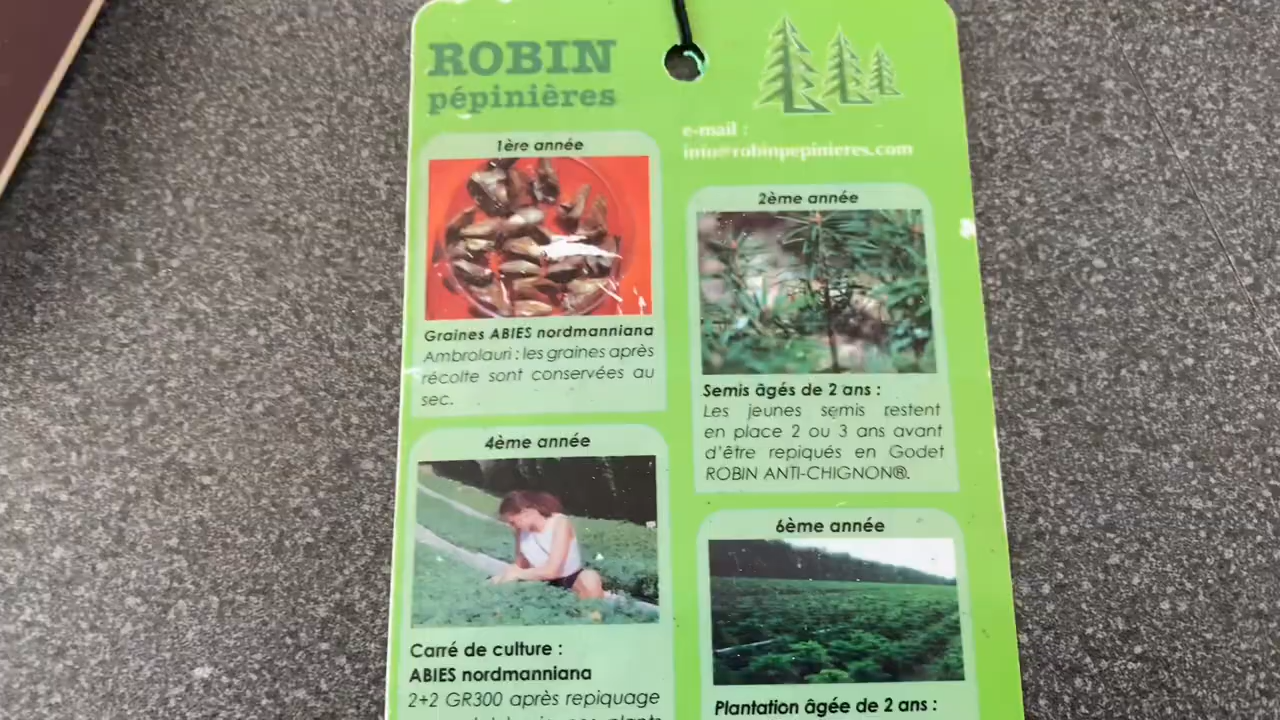 ROBIN
pépinières
e-mail :
info@robinpepinieres.com
1ère année
Graines ABIES nordmanniana
Ambrolauri : les graines après
récolte sont conservées au
sec.
2ème année
Semis âgés de 2 ans :
Les jeunes semis restent
en place 2 ou 3 ans avant
d'être repiqués en Godet
ROBIN ANTI-CHIGNON®.
4ème année
Carré de culture :
ABIES nordmanniana
2+2 GR300 après repiquage
6ème année
Plantation âgée de 2 ans :